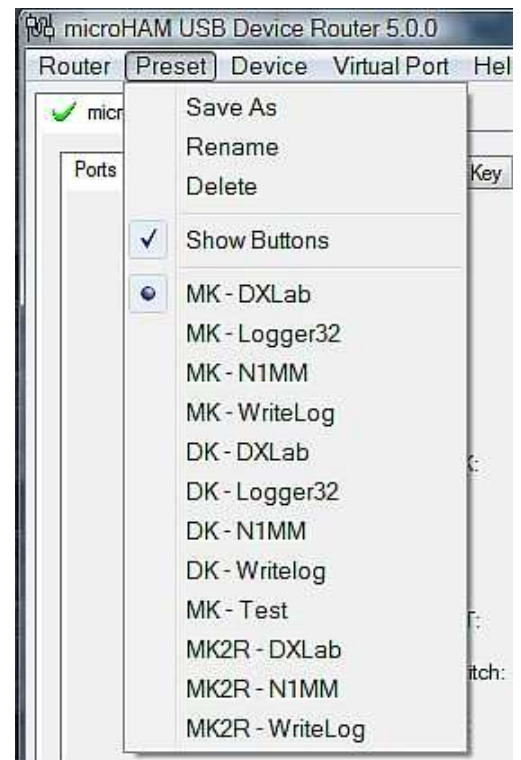 microHAM USB Device Router 5.0.0
Router Preset Device Virtual Port Hel
micr
Ports
Key
Save As
Rename
Delete
Show Buttons
MK - DXLab
MK - Logger32
MK - N1MM
MK - WriteLog
DK - DXLab
DK - Logger32
DK - N1MM
DK - Writelog
MK - Test
MK2R - DXLab
MK2R - N1MM
MK2R - WriteLog
itch: